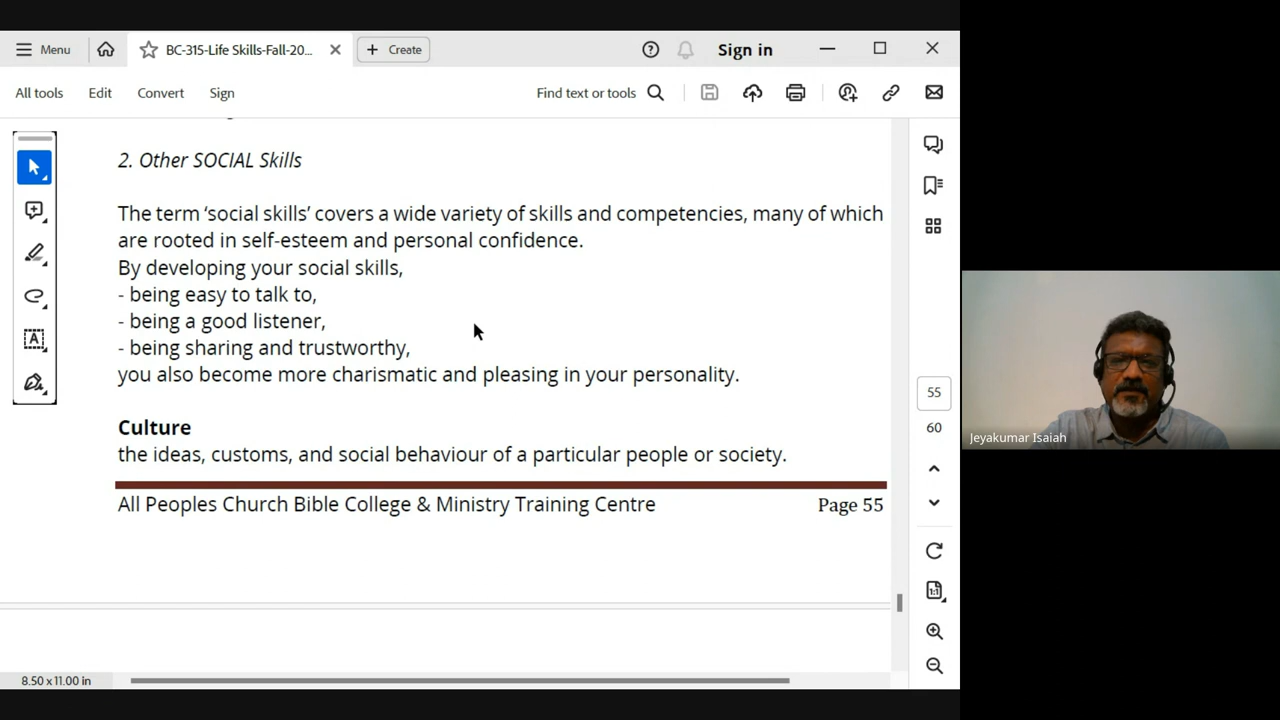 Menu
BC-315-Life Skills-Fall-20...
Create
Sign in
All tools
Edit
Convert
Sign
Find text or tools
2. Other SOCIAL Skills
The term ‘social skills’ covers a wide variety of skills and competencies, many of which
are rooted in self-esteem and personal confidence.
By developing your social skills,
- being easy to talk to,
- being a good listener,
- being sharing and trustworthy,
you also become more charismatic and pleasing in your personality.
Culture
the ideas, customs, and social behaviour of a particular people or society.
All Peoples Church Bible College & Ministry Training Centre Page 55
55
60
1:1
8.50 x 11.00 in
Jeyakumar Isaiah